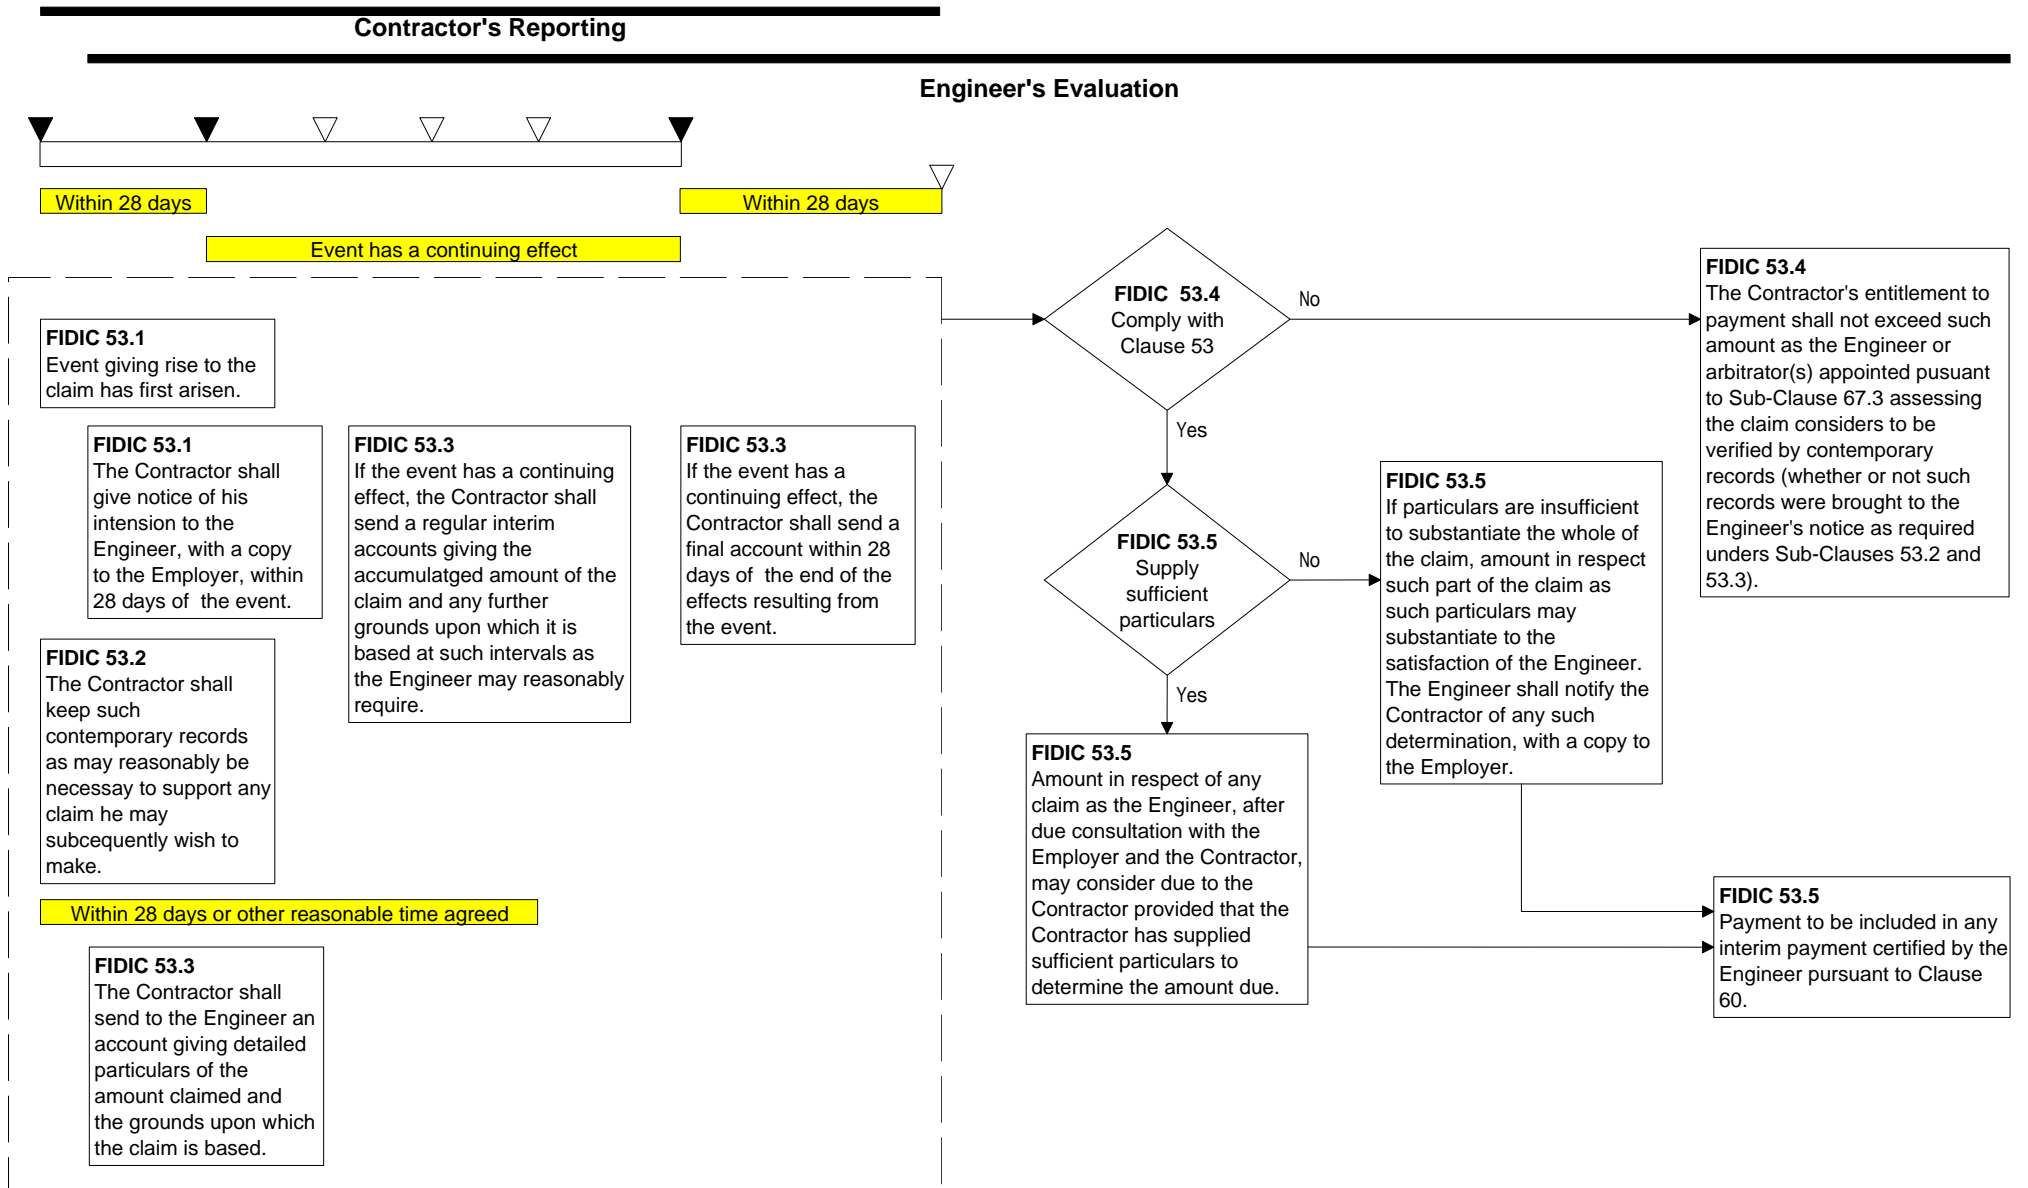 Contractor's Reporting
Engineer's Evaluation
Within 28 days
Within 28 days
Event has a continuing effect
FIDIC 53.1
Event giving rise to the
claim has first arisen.
FIDIC 53.1
The Contractor shall
give notice of his
intension to the
Engineer, with a copy
to the Employer, within
28 days of  the event.
FIDIC 53.3
If the event has a continuing
effect, the Contractor shall
send a regular interim
accounts giving the
accumulatged amount of the
claim and any further
grounds upon which it is
based at such intervals as
the Engineer may reasonably
require.
FIDIC 53.3
If the event has a
continuing effect, the
Contractor shall send a
final account within 28
days of  the end of the
effects resulting from
the event.
FIDIC 53.2
The Contractor shall
keep such
contemporary records
as may reasonably be
necessay to support any
claim he may
subcequently wish to
make.
Within 28 days or other reasonable time agreed
FIDIC 53.3
The Contractor shall
send to the Engineer an
account giving detailed
particulars of the
amount claimed and
the grounds upon which
the claim is based.
FIDIC  53.4
Comply with
Clause 53
No
Yes
FIDIC 53.4
The Contractor's entitlement to
payment shall not exceed such
amount as the Engineer or
arbitrator(s) appointed pusuant
to Sub-Clause 67.3 assessing
the claim considers to be
verified by contemporary
records (whether or not such
records were brought to the
Engineer's notice as required
unders Sub-Clauses 53.2 and
53.3).
FIDIC 53.5
Supply
sufficient
particulars
No
Yes
FIDIC 53.5
If particulars are insufficient
to substantiate the whole of
the claim, amount in respect
such part of the claim as
such particulars may
substantiate to the
satisfaction of the Engineer.
The Engineer shall notify the
Contractor of any such
determination, with a copy to
the Employer.
FIDIC 53.5
Amount in respect of any
claim as the Engineer, after
due consultation with the
Employer and the Contractor,
may consider due to the
Contractor provided that the
Contractor has supplied
sufficient particulars to
determine the amount due.
FIDIC 53.5
Payment to be included in any
interim payment certified by the
Engineer pursuant to Clause
60.